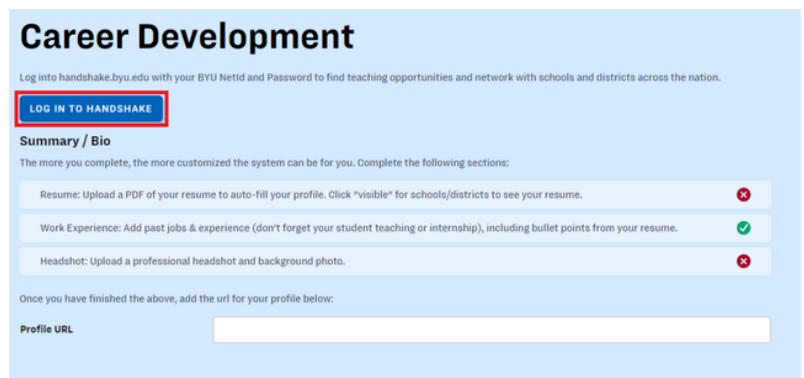 Career Development
Log into handshake.byu.edu with your BYU NetId and Password to find teaching opportunities and network with schools and districts across the nation.
LOG IN TO HANDSHAKE
Summary / Bio
The more you complete, the more customized the system can be for you. Complete the following sections:
Resume: Upload a PDF of your resume to auto-fill your profile. Click "visible" for schools/districts to see your resume.
Work Experience: Add past jobs & experience (don't forget your student teaching or internship), including bullet points from your resume.
Headshot: Upload a professional headshot and background photo.
Once you have finished the above, add the url for your profile below:
Profile URL